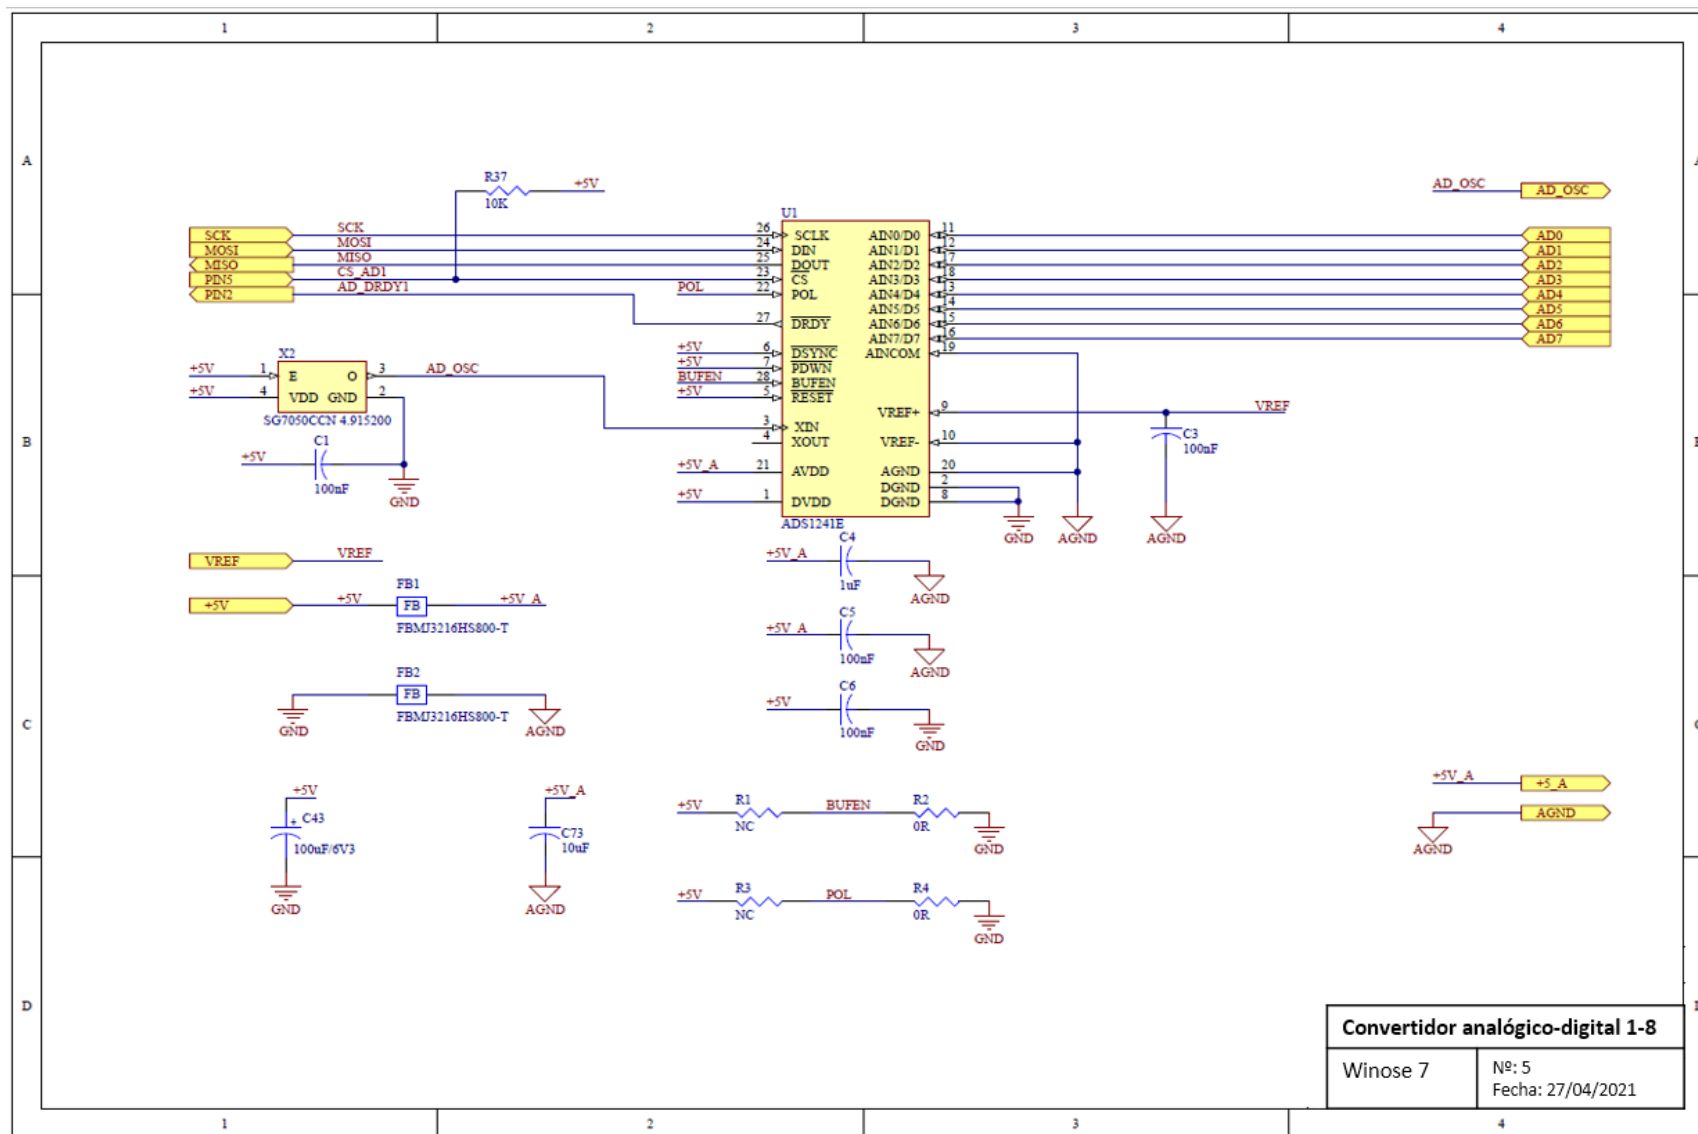 1 2 3 4
A
R37 +5V
10K
AD_OSC AD_OSC
U1
SCK SCK 26 SCLK AIN0/D0 11 AD0
MOSI MOSI 24 DIN AIN1/D1 12 AD1
MISO MISO 25 DOUT AIN2/D2 17 AD2
PIN5 CS_AD1 23 CS AIN3/D3 18 AD3
PIN2 AD_DRDY1 POL 22 POL AIN4/D4 13 AD4
AIN5/D5 14 AD5
27 DRDY AIN6/D6 15 AD6
AIN7/D7 16 AD7
+5V 6 DSYNC AINCOM 19
X2
+5V 1 E O 3 AD_OSC
+5V 7 PDWN
BUFEN 28 BUFEN
+5V 4 VDD GND 2
+5V 5 RESET
SG7050CCN 4.915200
VREF+ 9 VREF
3 XIN
B
4 XOUT VREF- 10
C3
100nF
C1
+5V
100nF
GND
+5V_A 21 AVDD AGND 20
DGND 2
+5V 1 DVDD DGND 8
ADS1241E
GND AGND AGND
VREF VREF
C4
+5V_A
1uF
AGND
FB1
+5V +5V FB +5V_A
FBMJ3216HS800-T
C5
+5V_A
100nF
AGND
FB2
FB
FBMJ3216HS800-T
GND AGND
C6
+5V
100nF
GND
C
+5V_A +5_A
AGND
AGND
+5V
C43
+
100uF/6V3
GND
+5V_A
C73
10uF
AGND
+5V R1 BUFEN R2
NC 0R
GND
+5V R3 POL R4
NC 0R
GND
D
Convertidor analógico-digital 1-8
Winose 7
Nº: 5
Fecha: 27/04/2021
1 2 3 4